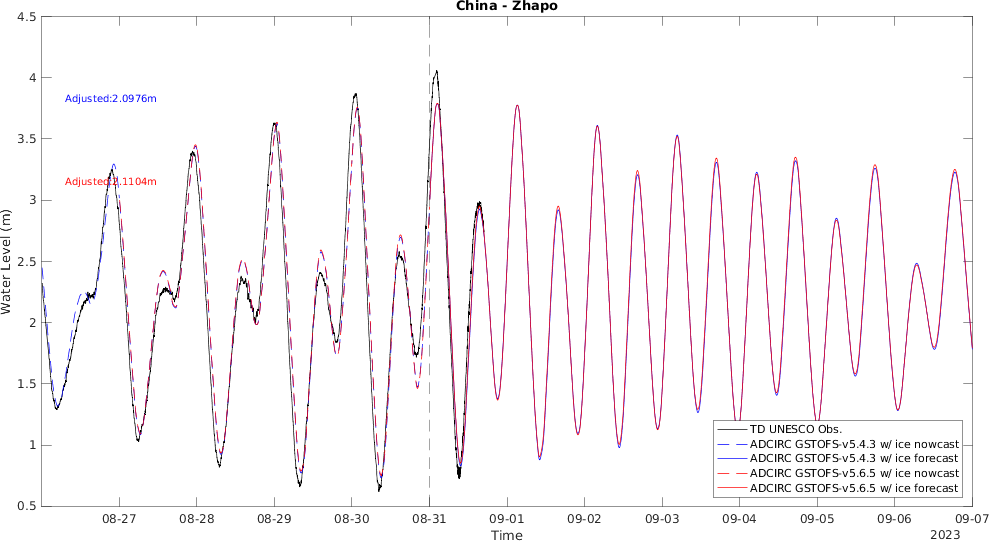 China - Zhapo
4.5
4
3.5
3
2.5
2
1.5
1
0.5
Water Level (m)
Adjusted:2.0976m
Adjusted:2.1104m
08-27
08-28
08-29
08-30
08-31
09-01
09-02
09-03
09-04
09-05
09-06
09-07
Time
2023
TD UNESCO Obs.
ADCIRC GSTOFS-v5.4.3 w/ ice nowcast
ADCIRC GSTOFS-v5.4.3 w/ ice forecast
ADCIRC GSTOFS-v5.6.5 w/ ice nowcast
ADCIRC GSTOFS-v5.6.5 w/ ice forecast